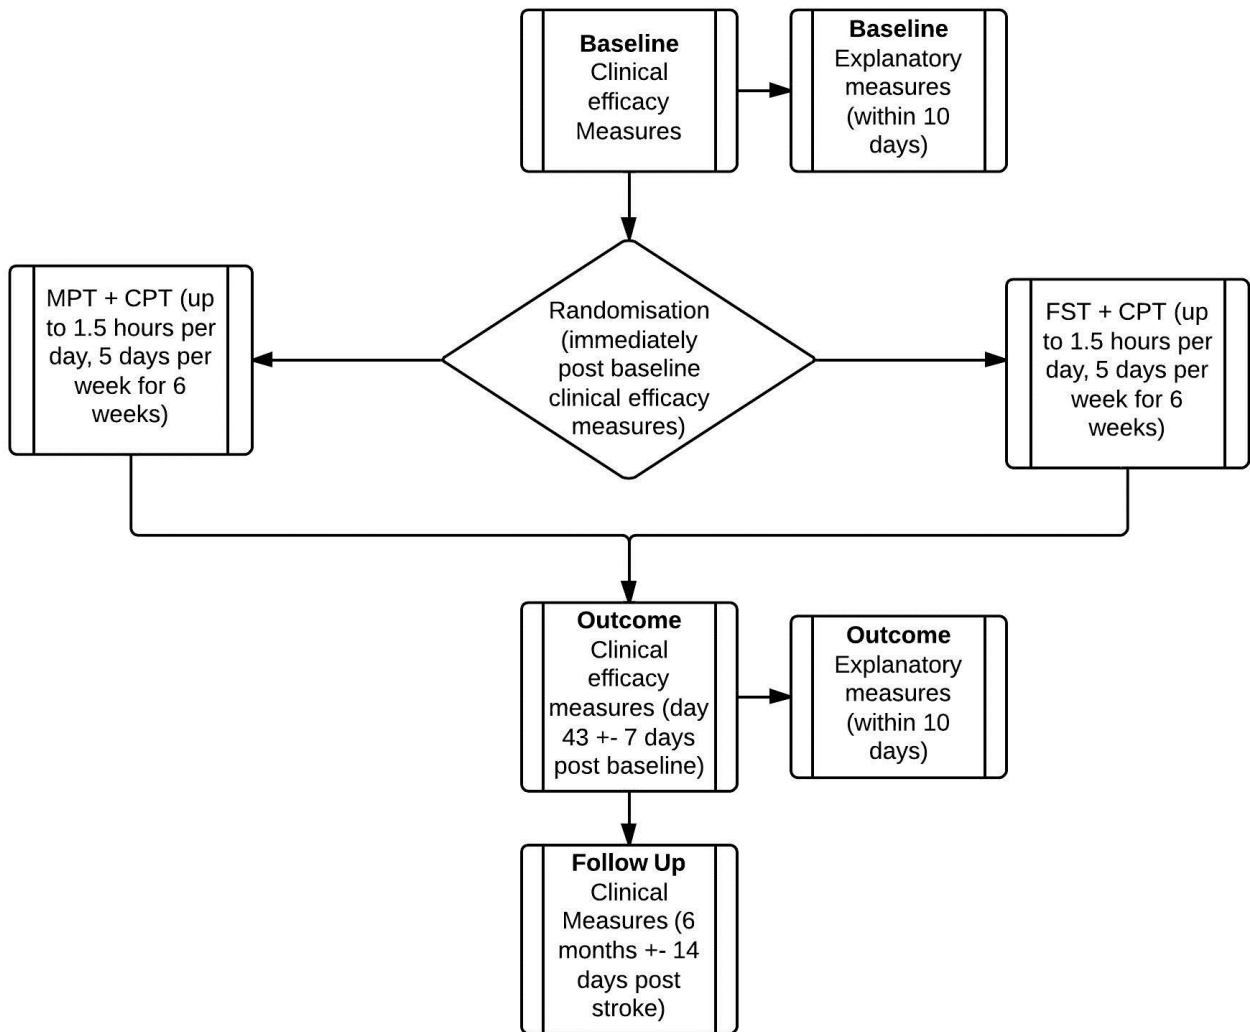 Baseline
Clinical
efficacy
Measures
Baseline
Explanatory
measures
(within 10
days)
MPT + CPT (up
to 1.5 hours per
day, 5 days per
week for 6
weeks)
Randomisation
(immediately
post baseline
clinical efficacy
measures)
FST + CPT (up
to 1.5 hours per
day, 5 days per
week for 6
weeks)
Outcome
Clinical
efficacy
measures (day
43 +- 7 days
post baseline)
Outcome
Explanatory
measures
(within 10
days)
Follow Up
Clinical
Measures (6
months +- 14
days post
stroke)